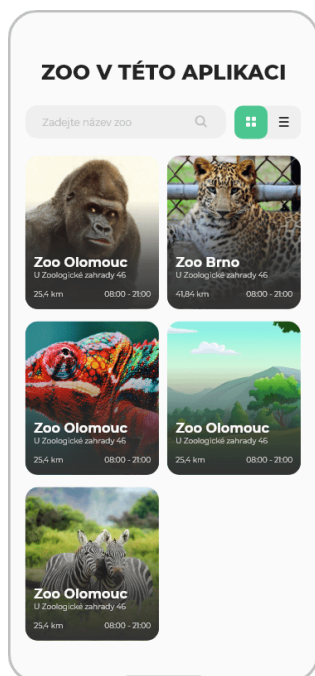 ZOO V TÉTO APLIKACI
Zadejte název zoo
Zoo Olomouc
U Zoologické zahrady 46
25,4 km 08:00 - 21:00
Zoo Brno
U Zoologické zahrady 46
41,84 km 08:00 - 21:00
Zoo Olomouc
U Zoologické zahrady 46
25,4 km 08:00 - 21:00
Zoo Olomouc
U Zoologické zahrady 46
25,4 km 08:00 - 21:00
Zoo Olomouc
U Zoologické zahrady 46
25,4 km 08:00 - 21:00